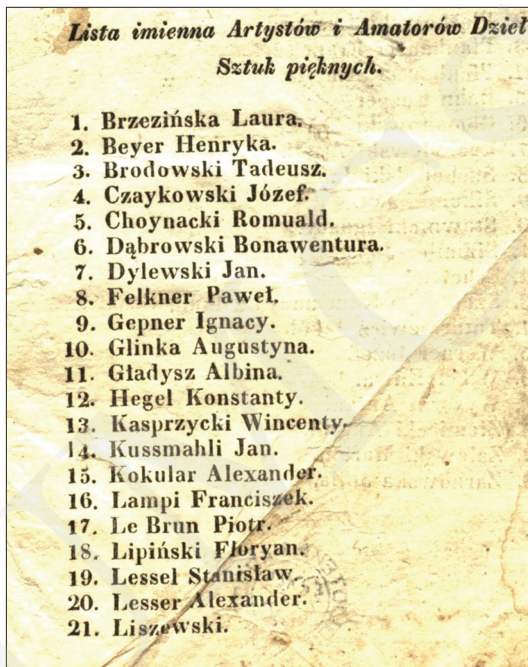 Lista imienna Artystów i Amatorów Dzieł
Sztuk pięknych.
1. Brzezińska Laura.
2. Beyer Henryka.
3. Brodowski Tadeusz.
4. Czaykowski Józef.
5. Choynacki Romuald.
6. Dąbrowski Bonawentura.
7. Dylewski Jan.
8. Felkner Paweł.
9. Gepner Ignacy.
10. Glinka Augustyna.
11. Gładysz Albina.
12. Hegel Konstanty.
13. Kasprzycki Wincenty.
14. Kussmahli Jan.
15. Kokular Alexander.
16. Lampi Franciszek.
17. Le Brun Piotr.
18. Lipiński Floryan.
19. Lessel Stanisław.
20. Lesser Alexander.
21. Liszewski.